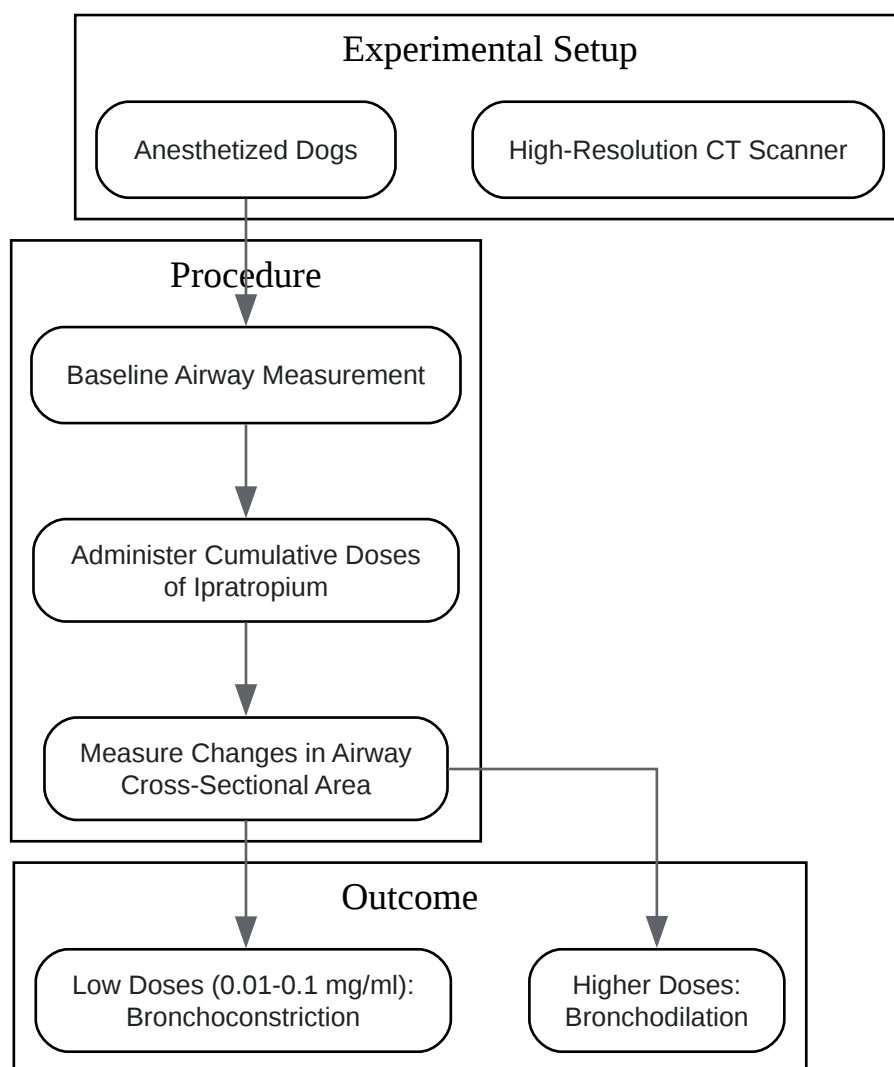 Experimental Setup
Anesthetized Dogs
High-Resolution CT Scanner
Procedure
Baseline Airway Measurement
Administer Cumulative Doses
of Ipratropium
Measure Changes in Airway
Cross-Sectional Area
Outcome
Low Doses (0.01-0.1 mg/ml):
Bronchoconstriction
Higher Doses:
Bronchodilation